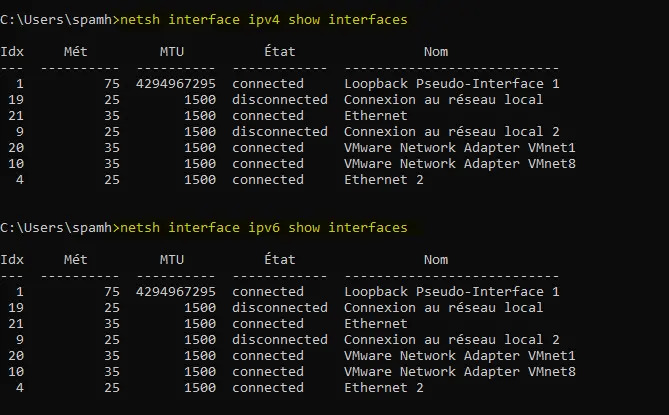 C:\Users\spamh>netsh interface ipv4 show interfaces
Idx Mét MTU État Nom
--- ---------- ---------- ------------ ---------------------------
1 75 4294967295 connected Loopback Pseudo-Interface 1
19 25 1500 disconnected Connexion au réseau local
21 35 1500 connected Ethernet
9 25 1500 disconnected Connexion au réseau local 2
20 35 1500 connected VMware Network Adapter VMnet1
10 35 1500 connected VMware Network Adapter VMnet8
4 25 1500 connected Ethernet 2
C:\Users\spamh>netsh interface ipv6 show interfaces
Idx Mét MTU État Nom
--- ---------- ---------- ------------ ---------------------------
1 75 4294967295 connected Loopback Pseudo-Interface 1
19 25 1500 disconnected Connexion au réseau local
21 35 1500 connected Ethernet
9 25 1500 disconnected Connexion au réseau local 2
20 35 1500 connected VMware Network Adapter VMnet1
10 35 1500 connected VMware Network Adapter VMnet8
4 25 1500 connected Ethernet 2